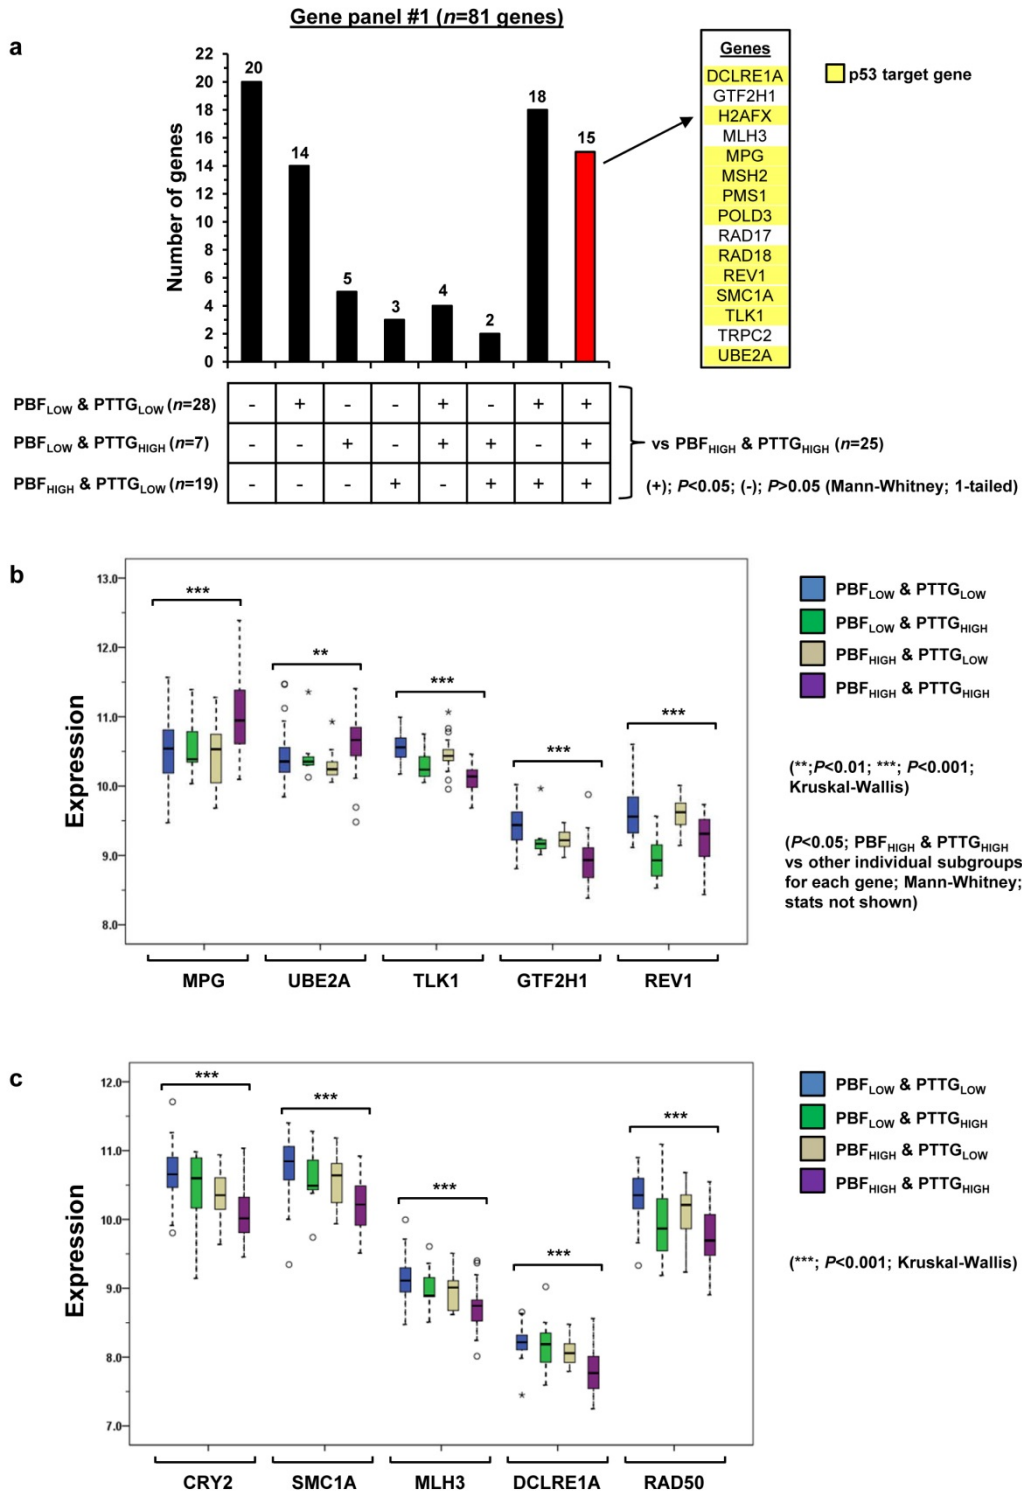 Gene panel #1 (n=81 genes)
a
Number of genes
22
20
18
16
14
12
10
8
6
4
2
0
20
14
5
3
4
2
18
15
Genes
DCLRE1A
GTF2H1
H2AFX
MLH3
MPG
MSH2
PMS1
POLD3
RAD17
RAD18
REV1
SMC1A
TLK1
TRPC2
UBE2A
p53 target gene
PBFLOW & PTTGLOW (n=28) - + - - + - + +
PBFLOW & PTTGHIGH (n=7) - - + - + + - +
PBFHIGH & PTTGLOW (n=19) - - - + - + + +
vs PBFHIGH & PTTGHIGH (n=25)
(+); P<0.05; (-); P>0.05 (Mann-Whitney; 1-tailed)
b
Expression
13.0
12.0
11.0
10.0
9.0
8.0
***
**
***
***
***
MPG UBE2A TLK1 GTF2H1 REV1
PBFLOW & PTTGLOW
PBFLOW & PTTGHIGH
PBFHIGH & PTTGLOW
PBFHIGH & PTTGHIGH
(**;P<0.01; ***; P<0.001;
Kruskal-Wallis)
(P<0.05; PBFHIGH & PTTGHIGH
vs other individual subgroups
for each gene; Mann-Whitney;
stats not shown)
c
Expression
12.0
11.0
10.0
9.0
8.0
7.0
***
***
***
***
***
CRY2 SMC1A MLH3 DCLRE1A RAD50
PBFLOW & PTTGLOW
PBFLOW & PTTGHIGH
PBFHIGH & PTTGLOW
PBFHIGH & PTTGHIGH
(***; P<0.001; Kruskal-Wallis)